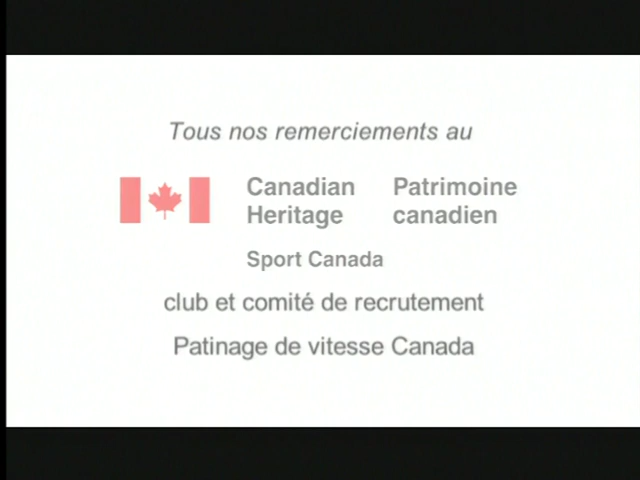 Tous nos remerciements au
Canadian Heritage
Patrimoine canadien
Sport Canada
club et comité de recrutement
Patinage de vitesse Canada